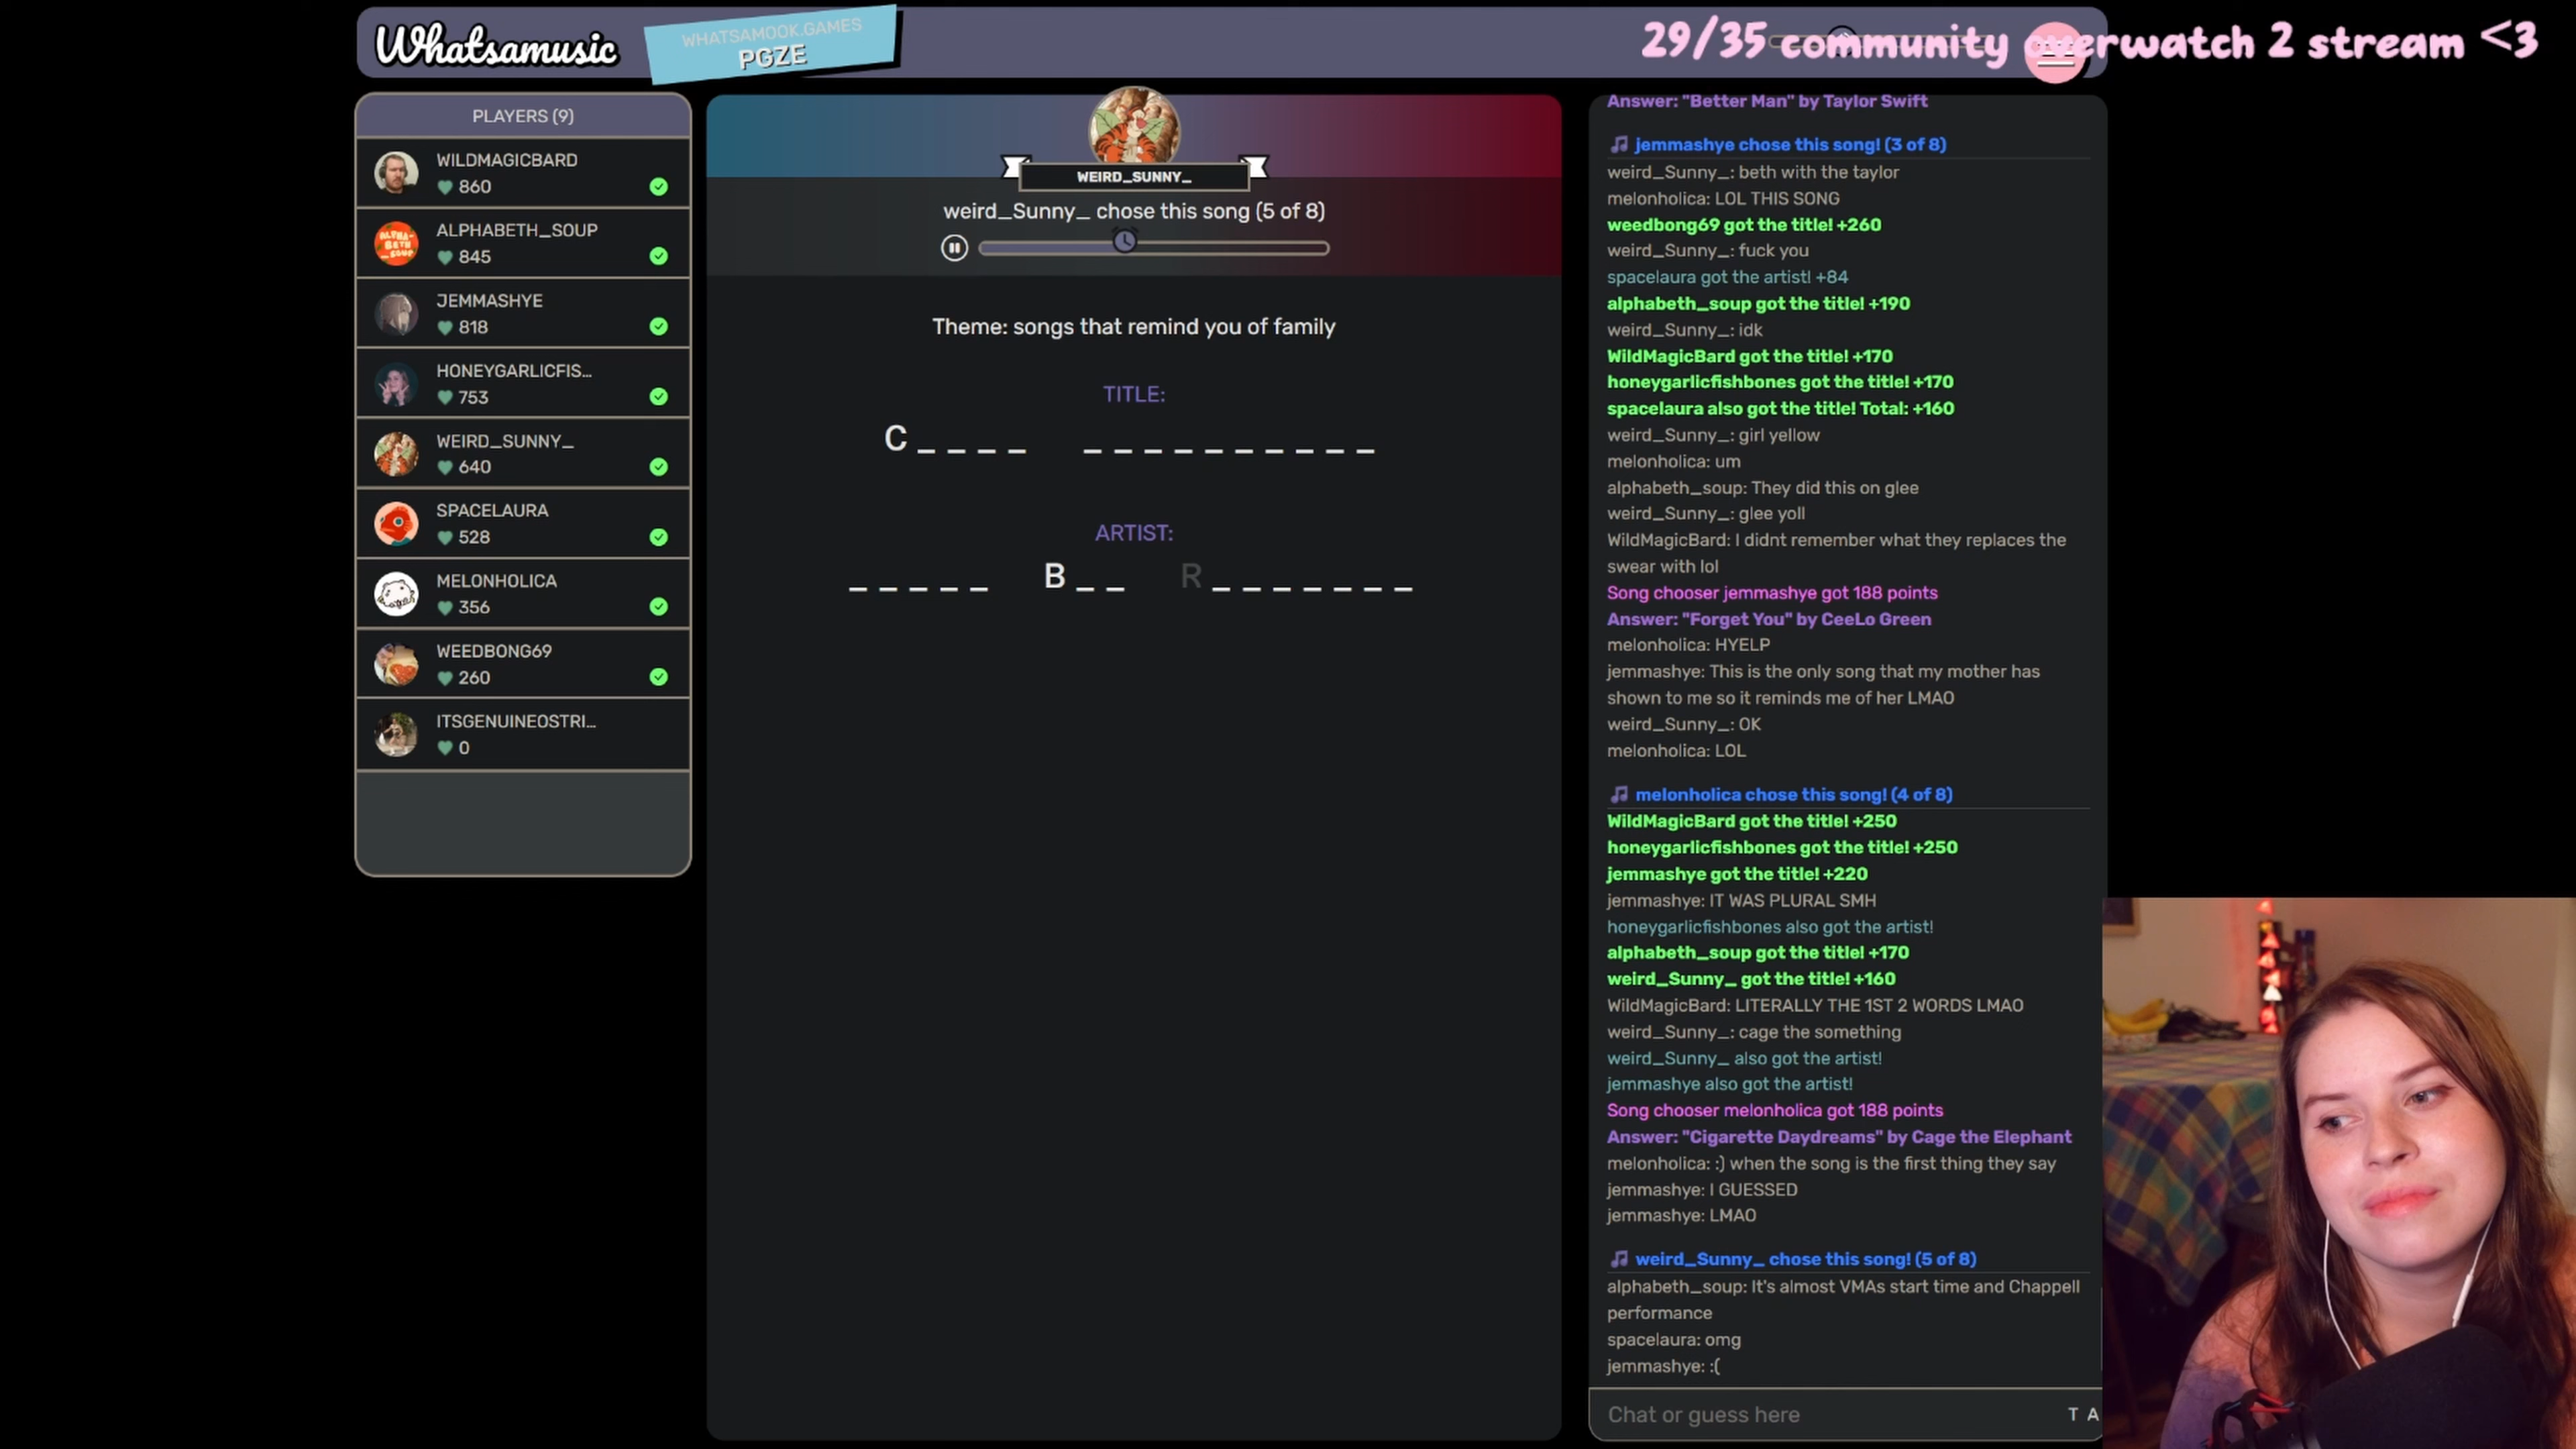 Whatsamusic
WHATSAMOOK.GAMES
PGZE
29/35 community overwatch 2 stream <3
PLAYERS (9)
WILDMAGICBARD
860
ALPHABETH_SOUP
845
JEMMASHYE
818
HONEYGARLICFIS...
753
WEIRD_SUNNY_
640
SPACELAURA
528
MELONHOLICA
356
WEEDBONG69
260
ITSGENUINEOSTRI...
0
WEIRD_SUNNY_
weird_Sunny_ chose this song (5 of 8)
Theme: songs that remind you of family
TITLE:
C _ _ _ _   _ _ _ _ _ _ _ _ _ _
ARTIST:
_ _ _ _ _   B _ _   R _ _ _ _ _ _ _
Answer: "Better Man" by Taylor Swift
jemmashye chose this song! (3 of 8)
weird_Sunny_: beth with the taylor
melonholica: LOL THIS SONG
weedbong69 got the title! +260
weird_Sunny_: fuck you
spacelaura got the artist! +84
alphabeth_soup got the title! +190
weird_Sunny_: idk
WildMagicBard got the title! +170
honeygarlicfishbones got the title! +170
spacelaura also got the title! Total: +160
weird_Sunny_: girl yellow
melonholica: um
alphabeth_soup: They did this on glee
weird_Sunny_: glee yoll
WildMagicBard: I didnt remember what they replaces the
swear with lol
Song chooser jemmashye got 188 points
Answer: "Forget You" by CeeLo Green
melonholica: HYELP
jemmashye: This is the only song that my mother has
shown to me so it reminds me of her LMAO
weird_Sunny_: OK
melonholica: LOL
melonholica chose this song! (4 of 8)
WildMagicBard got the title! +250
honeygarlicfishbones got the title! +250
jemmashye got the title! +220
jemmashye: IT WAS PLURAL SMH
honeygarlicfishbones also got the artist!
alphabeth_soup got the title! +170
weird_Sunny_ got the title! +160
WildMagicBard: LITERALLY THE 1ST 2 WORDS LMAO
weird_Sunny_: cage the something
weird_Sunny_ also got the artist!
jemmashye also got the artist!
Song chooser melonholica got 188 points
Answer: "Cigarette Daydreams" by Cage the Elephant
melonholica: :) when the song is the first thing they say
jemmashye: I GUESSED
jemmashye: LMAO
weird_Sunny_ chose this song! (5 of 8)
alphabeth_soup: It's almost VMAs start time and Chappell
performance
spacelaura: omg
jemmashye: :(
Chat or guess here
T A